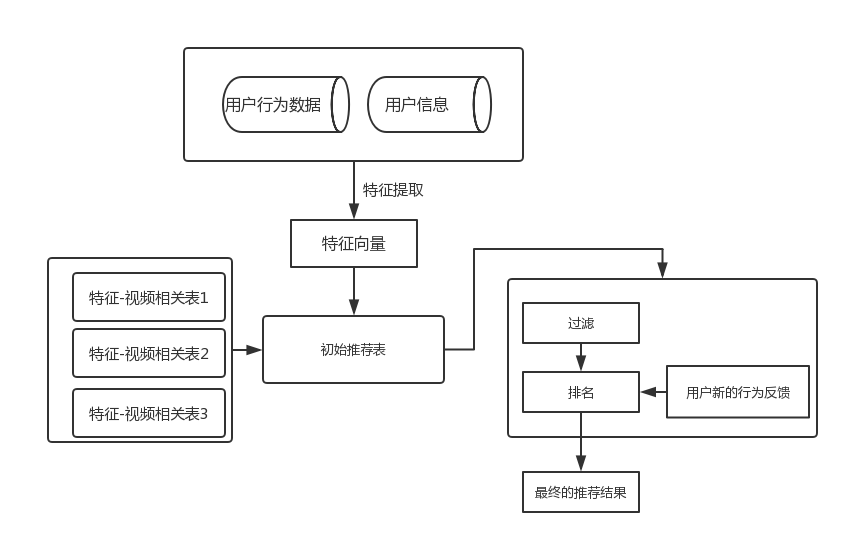 用户行为数据
用户信息
特征提取
特征向量
特征-视频相关表1
特征-视频相关表2
特征-视频相关表3
初始推荐表
过滤
排名
用户新的行为反馈
最终的推荐结果